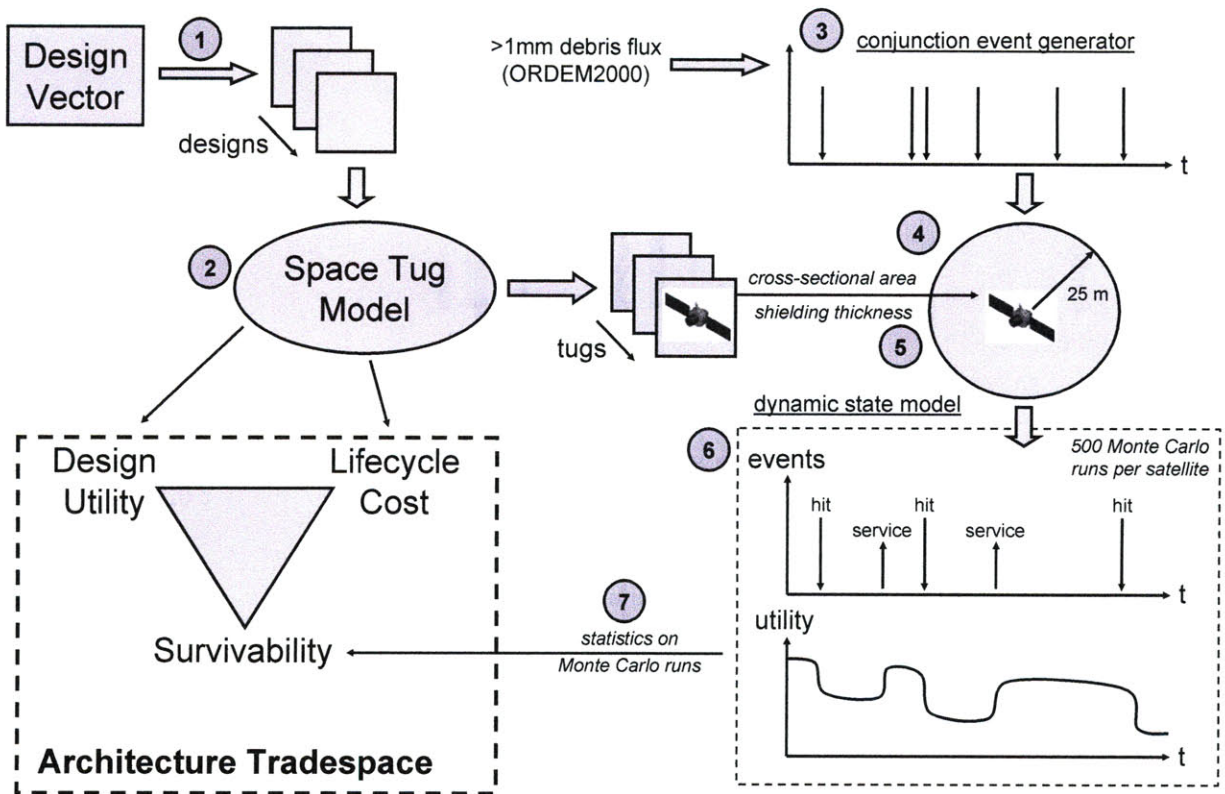 Design
Vector
1
designs
>1mm debris flux
(ORDEM2000)
3
conjunction event generator
t
2
Space Tug
Model
tugs
cross-sectional area
shielding thickness
4
5
25 m
Design
Utility
Lifecycle
Cost
Survivability
Architecture Tradespace
7
statistics on
Monte Carlo runs
dynamic state model
6
500 Monte Carlo
runs per satellite
events
hit
service
hit
service
hit
t
utility
t